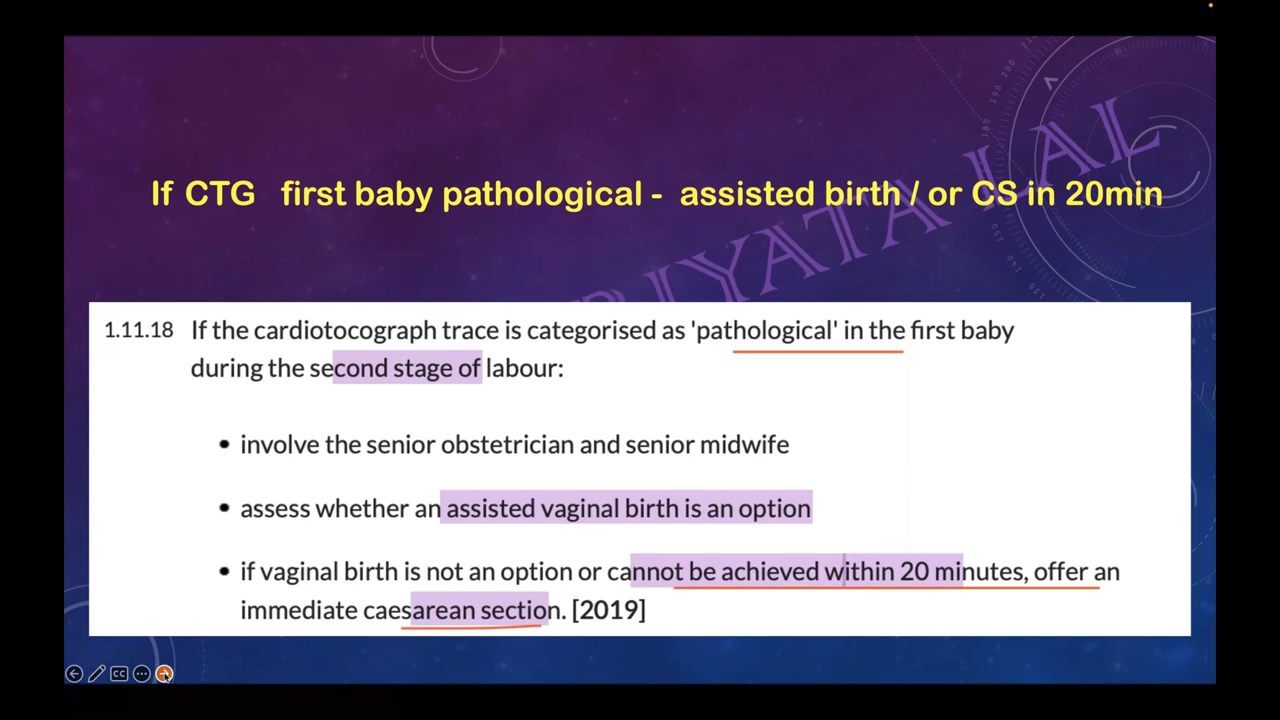 If CTG first baby pathological - assisted birth / or CS in 20min
1.11.18 If the cardiotocograph trace is categorised as 'pathological' in the first baby
during the second stage of labour:
• involve the senior obstetrician and senior midwife
• assess whether an assisted vaginal birth is an option
• if vaginal birth is not an option or cannot be achieved within 20 minutes, offer an
immediate caesarean section. [2019]
CC